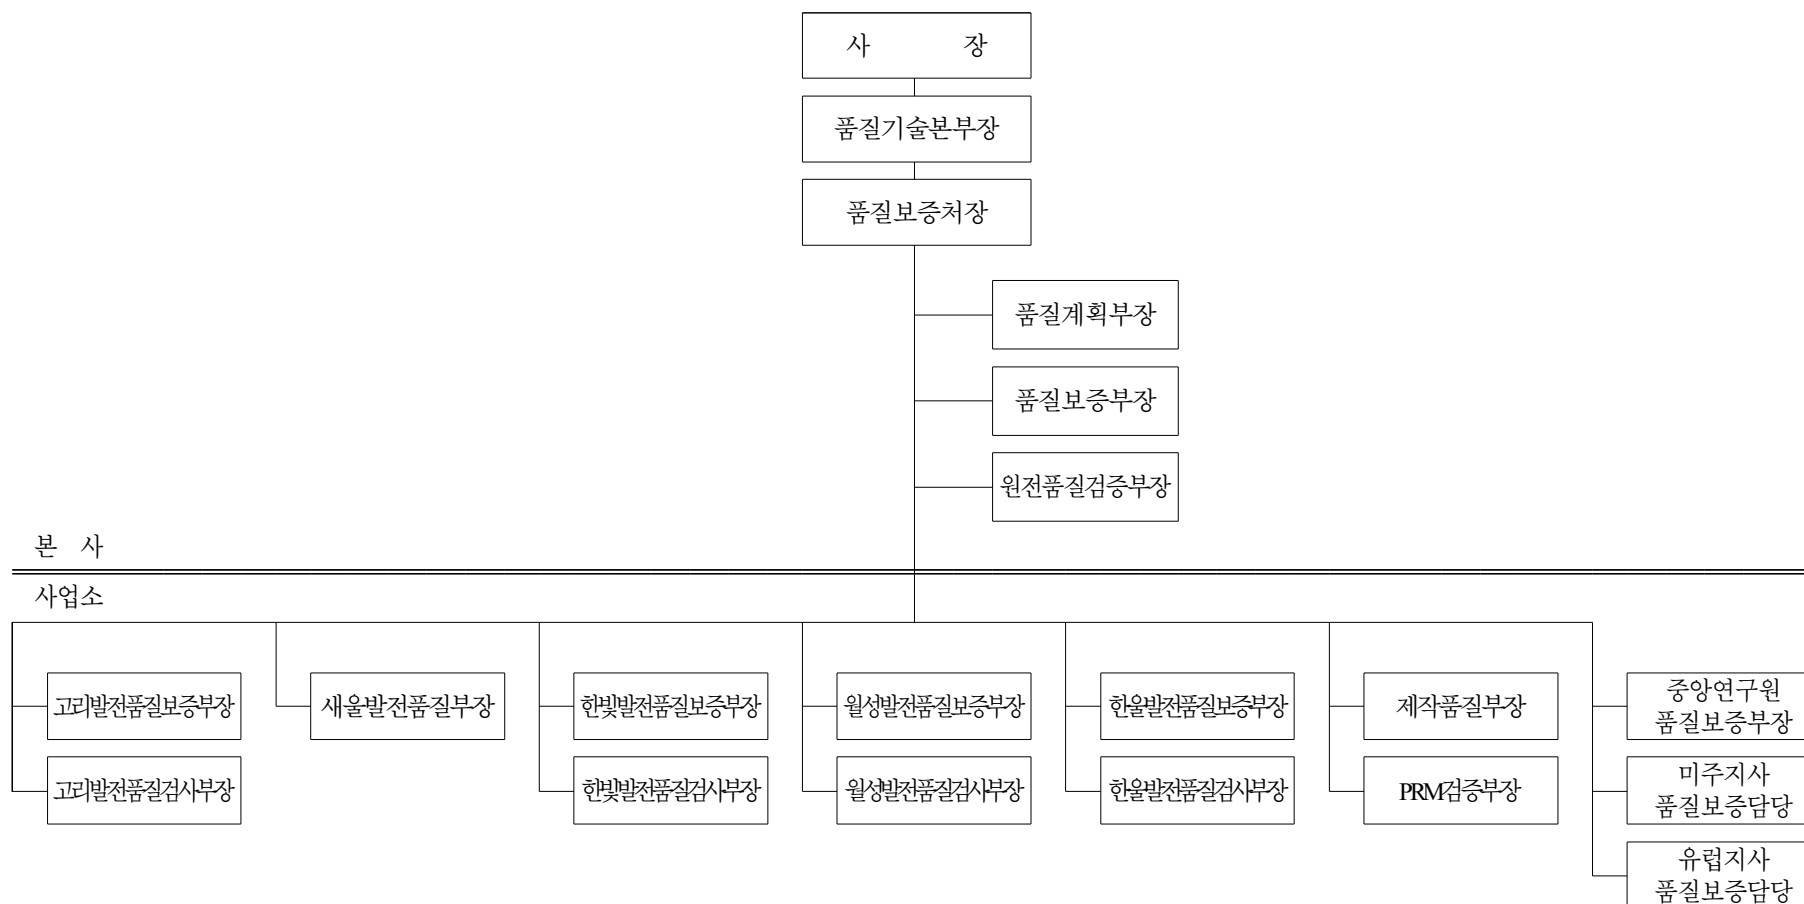 사 장
품질기술본부장
품질보증처장
품질계획부장
품질보증부장
원전품질검증부장
본 사
사업소
고리발전품질보증부장
고리발전품질검사부장
새울발전품질부장
한빛발전품질보증부장
한빛발전품질검사부장
월성발전품질보증부장
월성발전품질검사부장
한울발전품질보증부장
한울발전품질검사부장
제작품질부장
PRM검증부장
중앙연구원
품질보증부장
미주지사
품질보증담당
유럽지사
품질보증담당